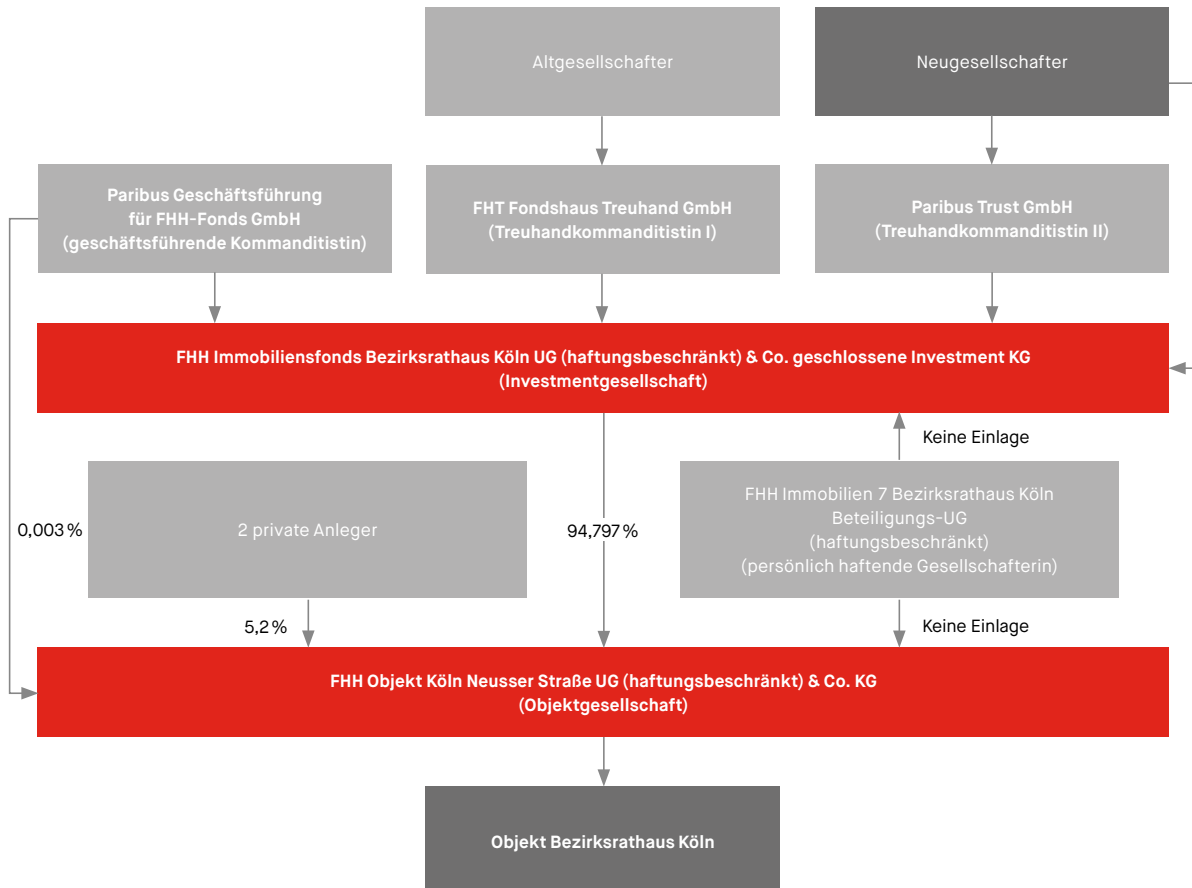 Altgesellschafter
Neugesellschafter
Paribus Geschäftsführung
für FHH-Fonds GmbH
(geschäftsführende Kommanditistin)
FHT Fondshaus Treuhand GmbH
(Treuhandkommanditistin I)
Paribus Trust GmbH
(Treuhandkommanditistin II)
FHH Immobiliensfonds Bezirksrathaus Köln UG (haftungsbeschränkt) & Co. geschlossene Investment KG
(Investmentgesellschaft)
Keine Einlage
0,003 %
2 private Anleger
94,797 %
FHH Immobilien 7 Bezirksrathaus Köln
Beteiligungs-UG
(haftungsbeschränkt)
(persönlich haftende Gesellschafterin)
5,2 %
Keine Einlage
FHH Objekt Köln Neusser Straße UG (haftungsbeschränkt) & Co. KG
(Objektgesellschaft)
Objekt Bezirksrathaus Köln